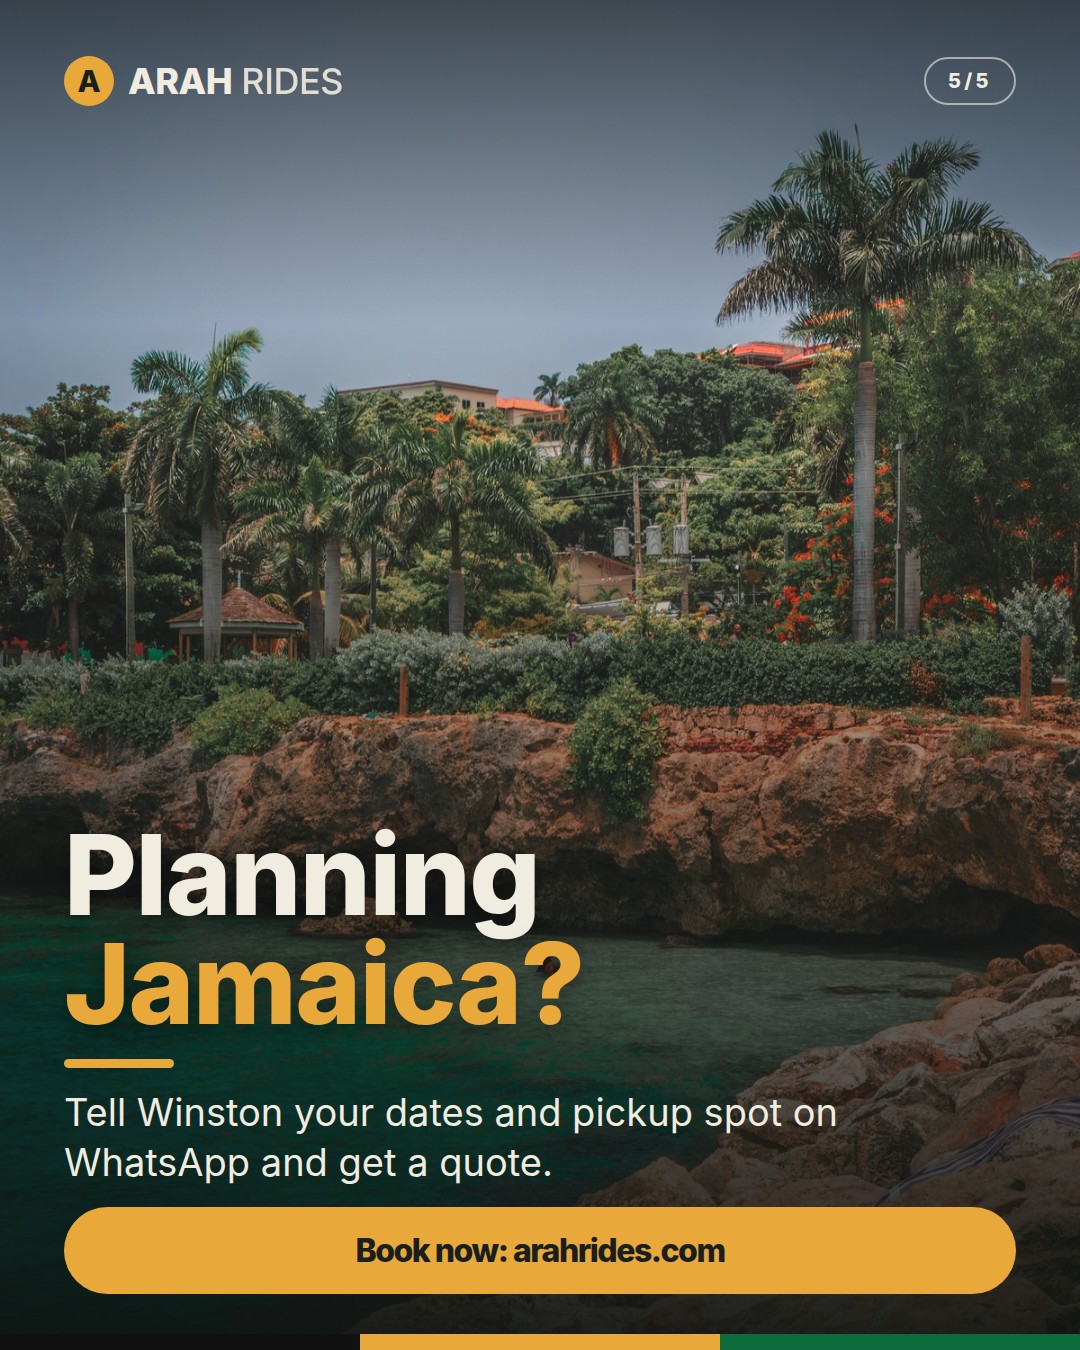 A ARAH RIDES
5/5
Planning
Jamaica?
Tell Winston your dates and pickup spot on
WhatsApp and get a quote.
Book now: arahrides.com